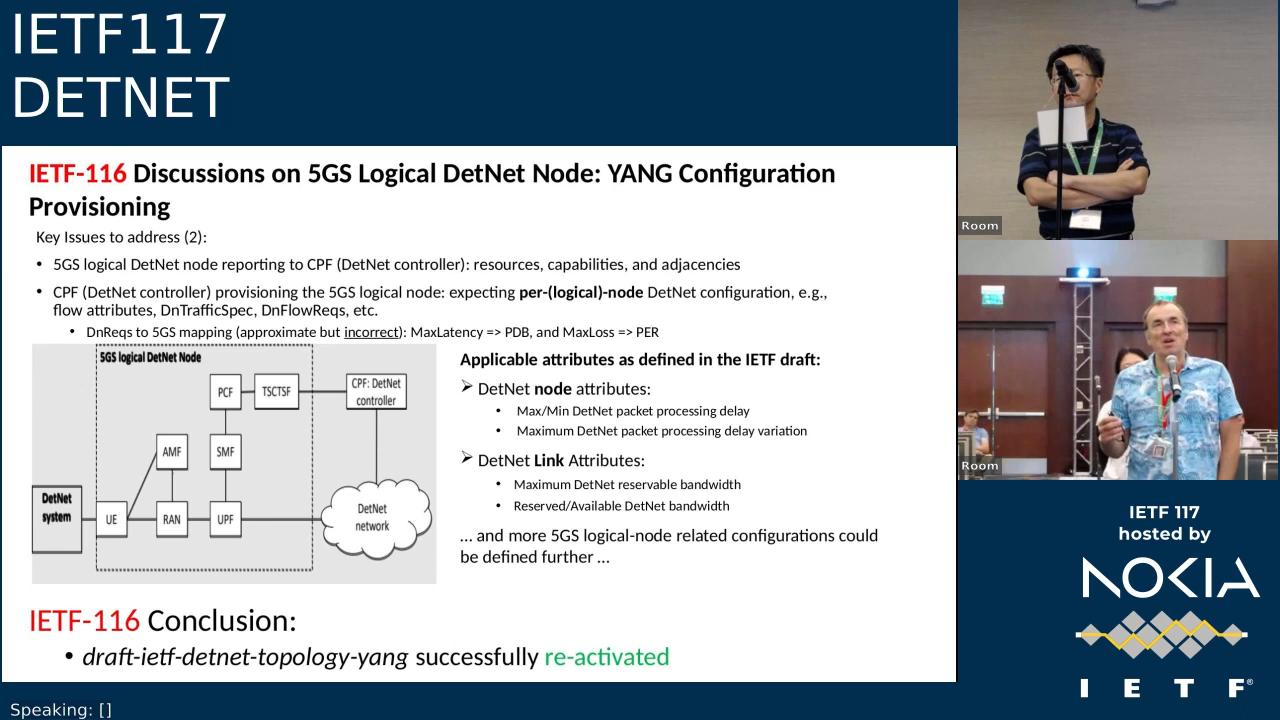 IETF117
DETNET
IETF-116 Discussions on 5GS Logical DetNet Node: YANG Configuration
Provisioning
Key Issues to address (2):
• 5GS logical DetNet node reporting to CPF (DetNet controller): resources, capabilities, and adjacencies
• CPF (DetNet controller) provisioning the 5GS logical node: expecting per-(logical)-node DetNet configuration, e.g.,
flow attributes, DnTrafficSpec, DnFlowReqs, etc.
• DnReqs to 5GS mapping (approximate but incorrect): MaxLatency => PDB, and MaxLoss => PER
5GS logical DetNet Node
PCF
TSCTSF
CPF: DetNet
controller
AMF
SMF
DetNet
system
UE
RAN
UPF
DetNet
network
Applicable attributes as defined in the IETF draft:
➢ DetNet node attributes:
• Max/Min DetNet packet processing delay
• Maximum DetNet packet processing delay variation
➢ DetNet Link Attributes:
• Maximum DetNet reservable bandwidth
• Reserved/Available DetNet bandwidth
... and more 5GS logical-node related configurations could
be defined further ...
IETF-116 Conclusion:
• draft-ietf-detnet-topology-yang successfully re-activated
Speaking: []
Room
Room
IETF 117
hosted by
NOKIA
I E T F®